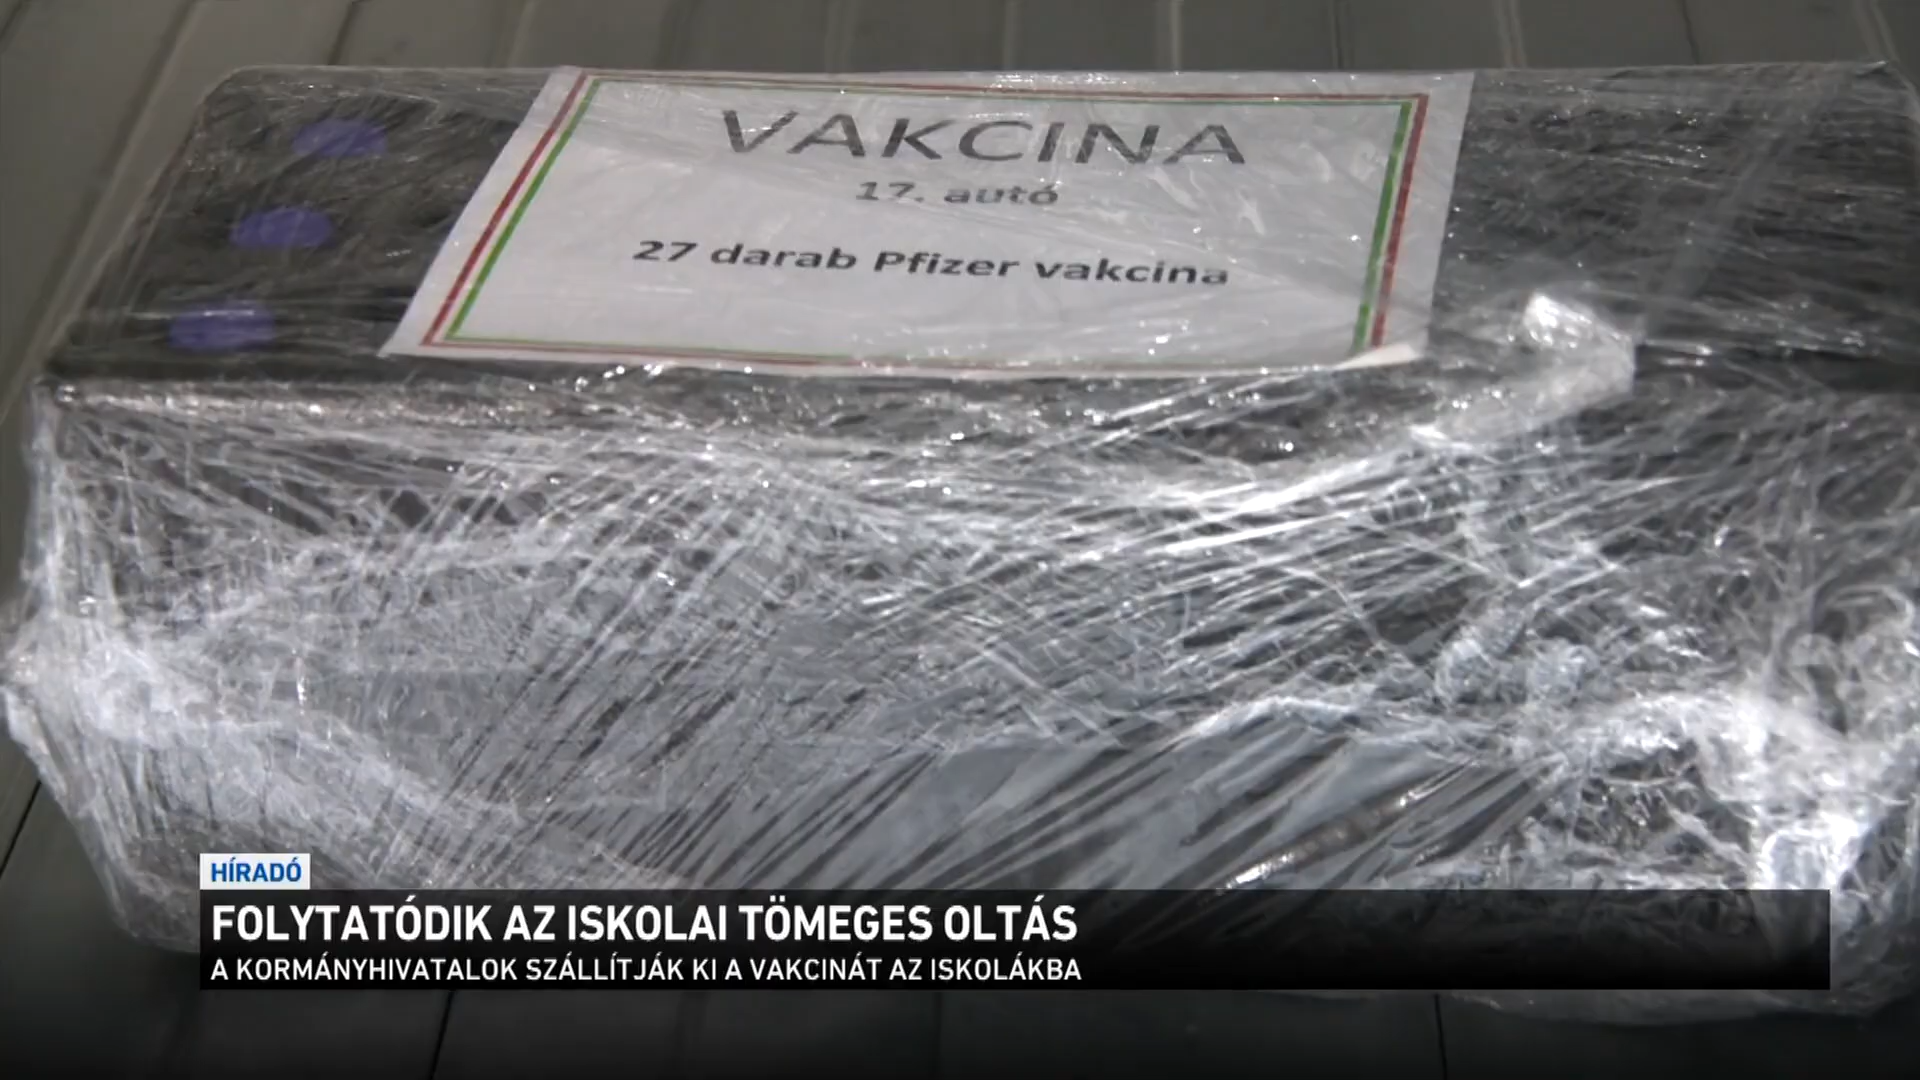 VAKCINA
17. autó
27 darab Pfizer vakcina
HÍRADÓ
FOLYTATÓDIK AZ ISKOLAI TÖMEGES OLTÁS
A KORMÁNYHIVATALOK SZÁLLÍTJÁK KI A VAKCINÁT AZ ISKOLÁKBA